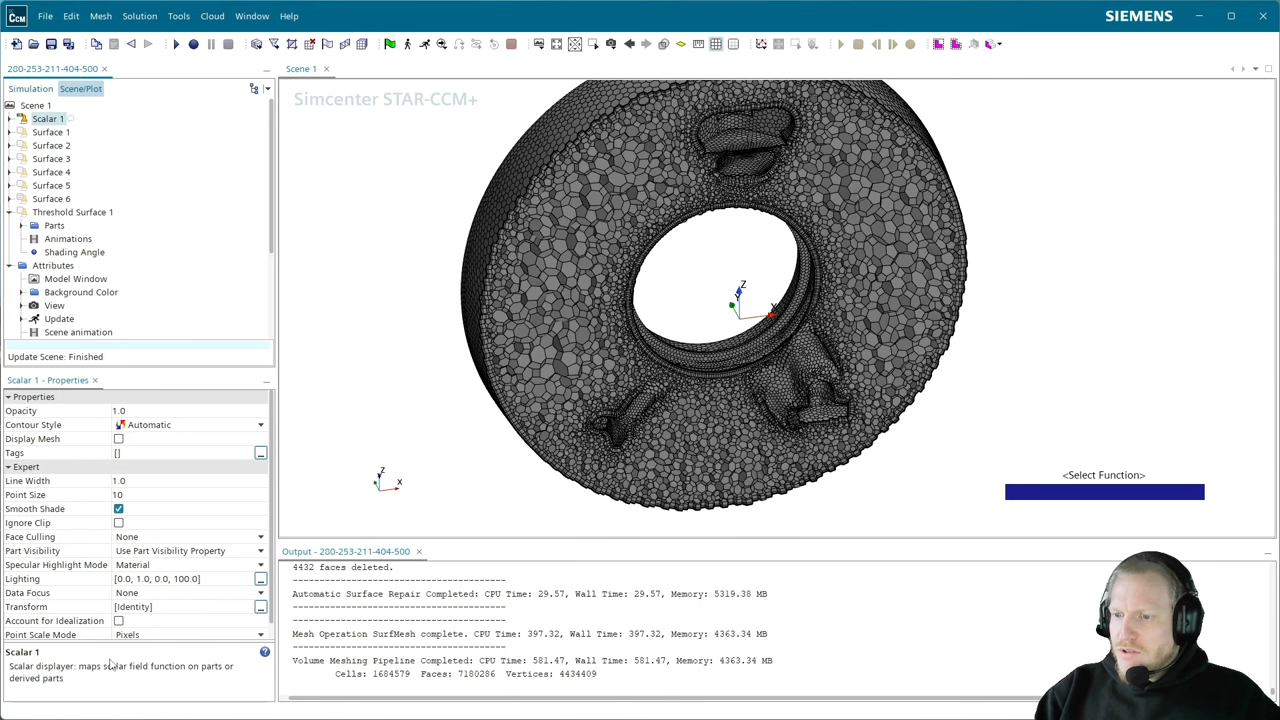 CCM
File Edit Mesh Solution Tools Cloud Window Help
SIEMENS
280-253-211-404-500
Simulation Scene/Plot
Scene 1
Scalar 1
Surface 1
Surface 2
Surface 3
Surface 4
Surface 5
Surface 6
Threshold Surface 1
Parts
Animations
Shading Angle
Attributes
Model Window
Background Color
View
Update
Scene animation
Update Scene: Finished
Scalar 1 - Properties
Properties
Opacity 1.0
Contour Style Automatic
Display Mesh
Tags []
Expert
Line Width 1.0
Point Size 10
Smooth Shade
Ignore Clip
Face Culling None
Part Visibility Use Part Visibility Property
Specular Highlight Mode Material
Lighting [0.0, 1.0, 0.0, 100.0]
Data Focus None
Transform [Identity]
Account for Idealization
Point Scale Mode Pixels
Scalar 1
Scalar displayer: maps scalar field function on parts or
derived parts
Scene 1
Simcenter STAR-CCM+
Z
Y
X
Z
X
<Select Function>
Output - 280-253-211-404-500
4432 faces deleted.
----------------------------------------
Automatic Surface Repair Completed: CPU Time: 29.57, Wall Time: 29.57, Memory: 5319.38 MB
----------------------------------------
----------------------------------------
Mesh Operation SurfMesh complete. CPU Time: 397.32, Wall Time: 397.32, Memory: 4363.34 MB
----------------------------------------
Volume Meshing Pipeline Completed: CPU Time: 581.47, Wall Time: 581.47, Memory: 4363.34 MB
Cells: 1684579 Faces: 7180286 Vertices: 4434409